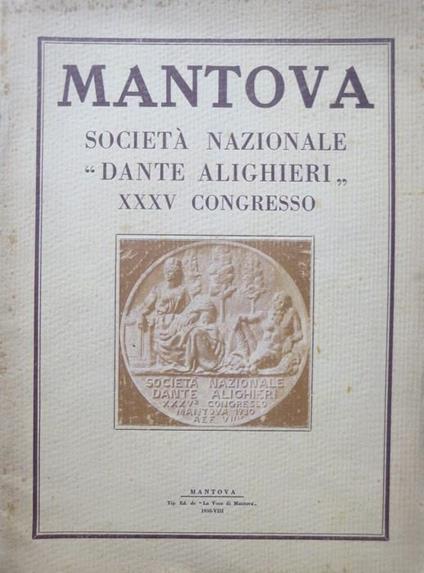 MANTOVA
SOCIETÀ NAZIONALE
“DANTE ALIGHIERI„
XXXV CONGRESSO
SOCIETÀ NAZIONALE
DANTE ALIGHIERI
XXXV° CONGRESSO
MANTOVA 1930
MANTOVA
Tip. Ed. de “La Voce di Mantova„
1930-VIII